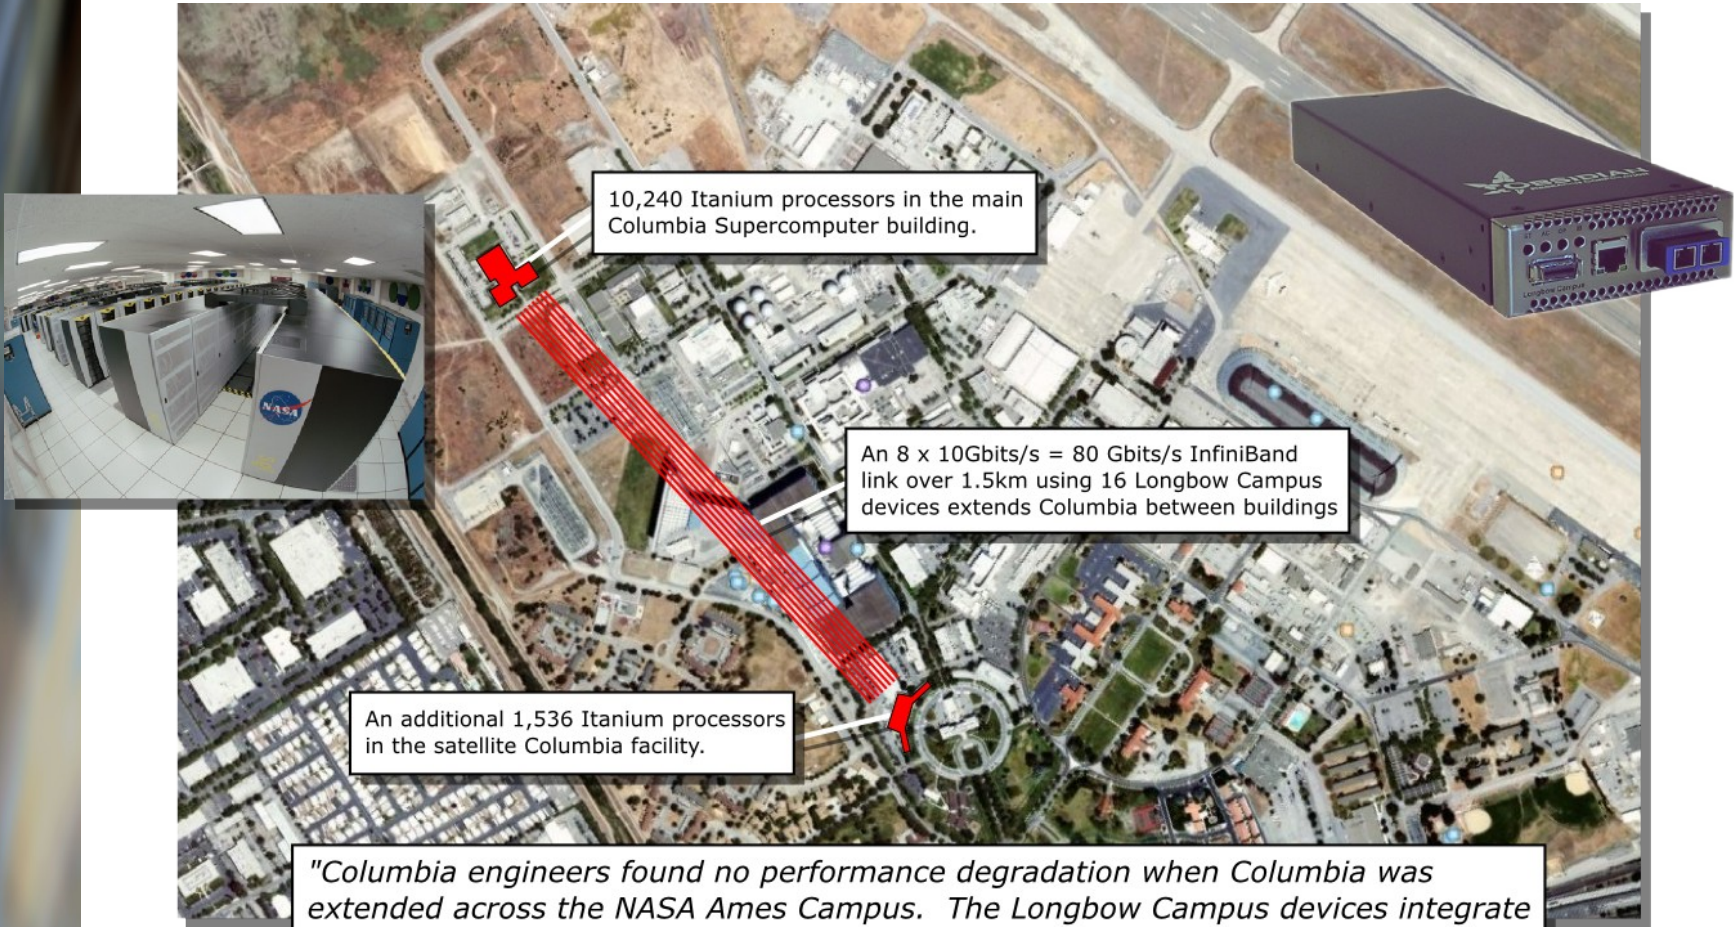 10,240 Itanium processors in the main
Columbia Supercomputer building.
OBSIDIAN
Longbow Campus
NASA
An 8 x 10Gbits/s = 80 Gbits/s InfiniBand
link over 1.5km using 16 Longbow Campus
devices extends Columbia between buildings
An additional 1,536 Itanium processors
in the satellite Columbia facility.
"Columbia engineers found no performance degradation when Columbia was
extended across the NASA Ames Campus.  The Longbow Campus devices integrate